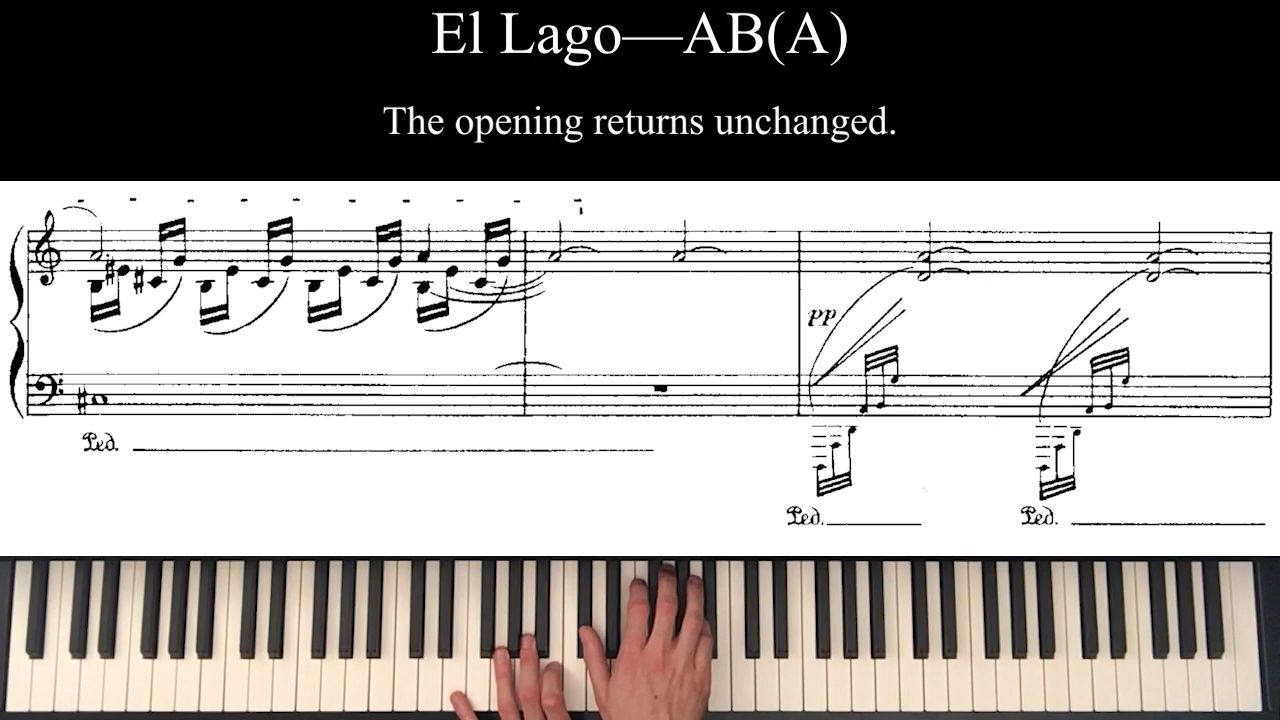 El Lago—AB(A)
The opening returns unchanged.
pp
Ped.
Ped. Ped.